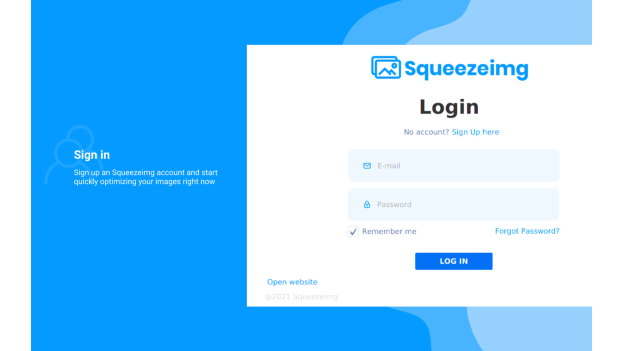 Squeezeimg
Login
No account? Sign Up here
Sign in
Sign up an Squeezeimg account and start
quickly optimizing your images right now
E-mail
Password
Remember me
Forgot Password?
LOG IN
Open website
@2021 Squeezeimg